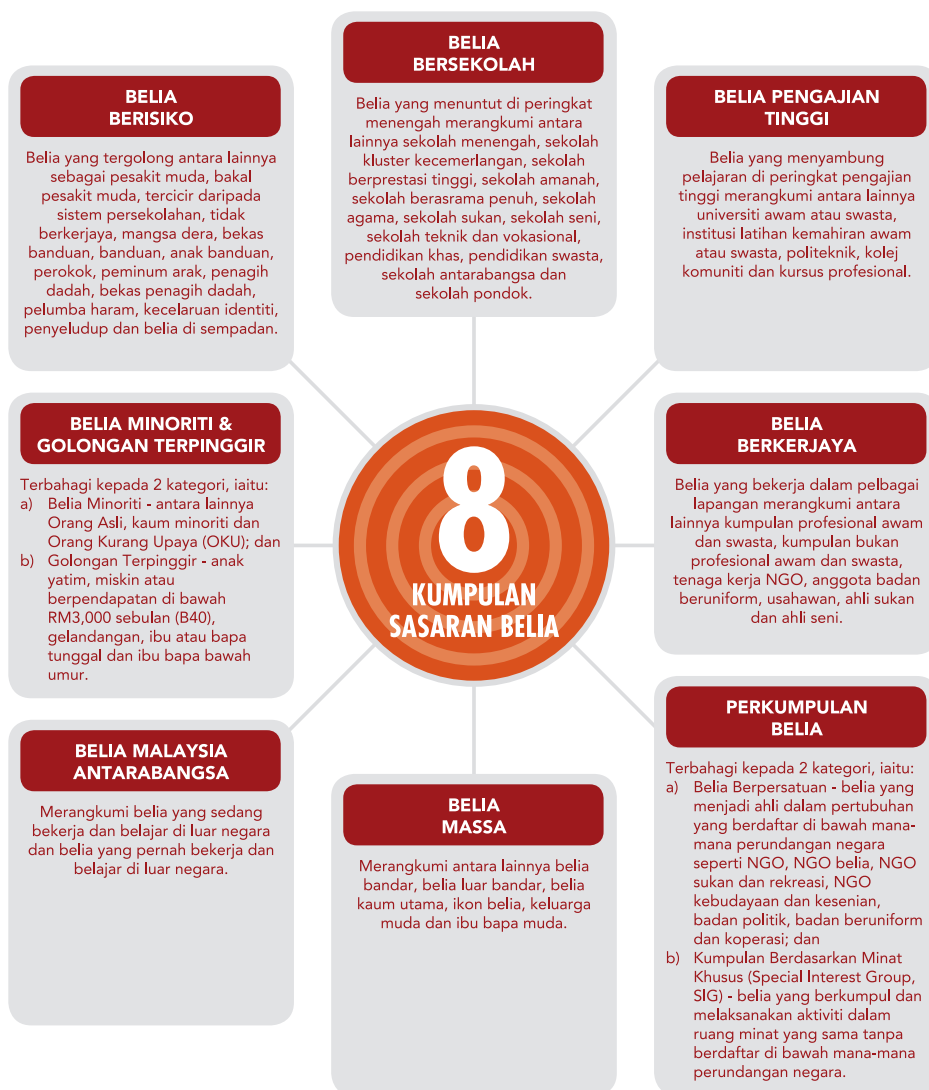 BELIA
BERSEKOLAH
Belia yang menuntut di peringkat
menengah merangkumi antara
lainnya sekolah menengah, sekolah
kluster kecemerlangan, sekolah
berprestasi tinggi, sekolah amanah,
sekolah berasrama penuh, sekolah
agama, sekolah sukan, sekolah seni,
sekolah teknik dan vokasional,
pendidikan khas, pendidikan swasta,
sekolah antarabangsa dan
sekolah pondok.
BELIA
BERISIKO
Belia yang tergolong antara lainnya
sebagai pesakit muda, bakal
pesakit muda, tercicir daripada
sistem persekolahan, tidak
berkerjaya, mangsa dera, bekas
banduan, banduan, anak banduan,
perokok, peminum arak, penagih
dadah, bekas penagih dadah,
pelumba haram, kecelaruan identiti,
penyeludup dan belia di sempadan.
BELIA PENGAJIAN
TINGGI
Belia yang menyambung
pelajaran di peringkat pengajian
tinggi merangkumi antara lainnya
universiti awam atau swasta,
institusi latihan kemahiran awam
atau swasta, politeknik, kolej
komuniti dan kursus profesional.
BELIA MINORITI &
GOLONGAN TERPINGGIR
Terbahagi kepada 2 kategori, iaitu:
a) Belia Minoriti - antara lainnya
Orang Asli, kaum minoriti dan
Orang Kurang Upaya (OKU); dan
b) Golongan Terpinggir - anak
yatim, miskin atau
berpendapatan di bawah
RM3,000 sebulan (B40),
gelandangan, ibu atau bapa
tunggal dan ibu bapa bawah
umur.
8
KUMPULAN
SASARAN BELIA
BELIA
BERKERJAYA
Belia yang bekerja dalam pelbagai
lapangan merangkumi antara
lainnya kumpulan profesional awam
dan swasta, kumpulan bukan
profesional awam dan swasta,
tenaga kerja NGO, anggota badan
beruniform, usahawan, ahli sukan
dan ahli seni.
BELIA MALAYSIA
ANTARABANGSA
Merangkumi belia yang sedang
bekerja dan belajar di luar negara
dan belia yang pernah bekerja dan
belajar di luar negara.
BELIA
MASSA
Merangkumi antara lainnya belia
bandar, belia luar bandar, belia
kaum utama, ikon belia, keluarga
muda dan ibu bapa muda.
PERKUMPULAN
BELIA
Terbahagi kepada 2 kategori, iaitu:
a) Belia Berpersatuan - belia yang
menjadi ahli dalam pertubuhan
yang berdaftar di bawah mana-
mana perundangan negara
seperti NGO, NGO belia, NGO
sukan dan rekreasi, NGO
kebudayaan dan kesenian,
badan politik, badan beruniform
dan koperasi; dan
b) Kumpulan Berdasarkan Minat
Khusus (Special Interest Group,
SIG) - belia yang berkumpul dan
melaksanakan aktiviti dalam
ruang minat yang sama tanpa
berdaftar di bawah mana-mana
perundangan negara.